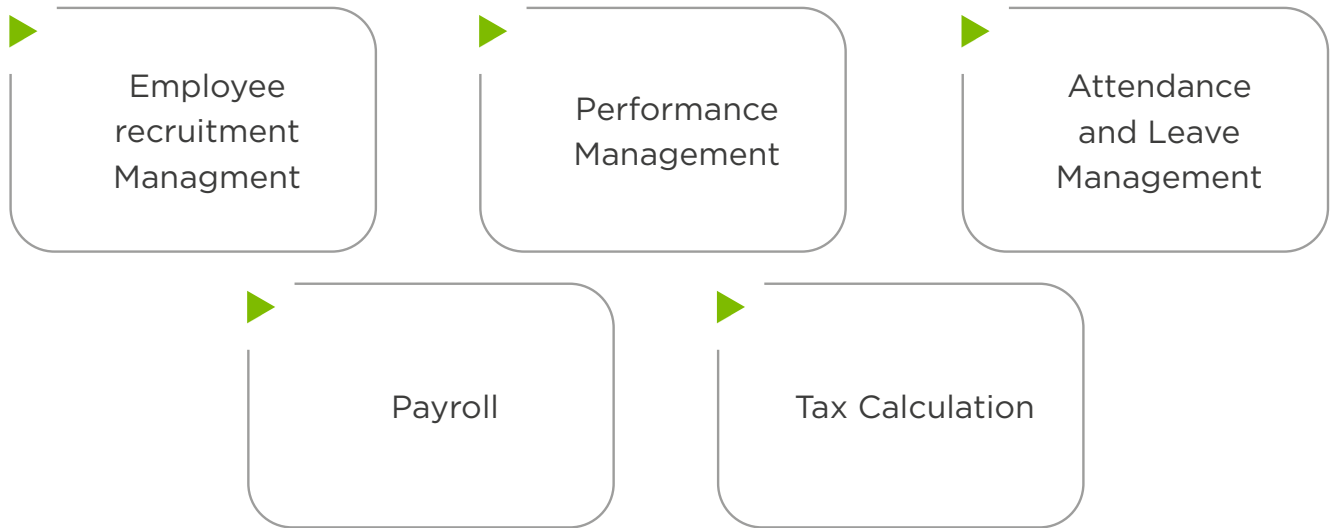 Employee
recruitment
Managment
Performance
Management
Attendance
and Leave
Management
Payroll
Tax Calculation